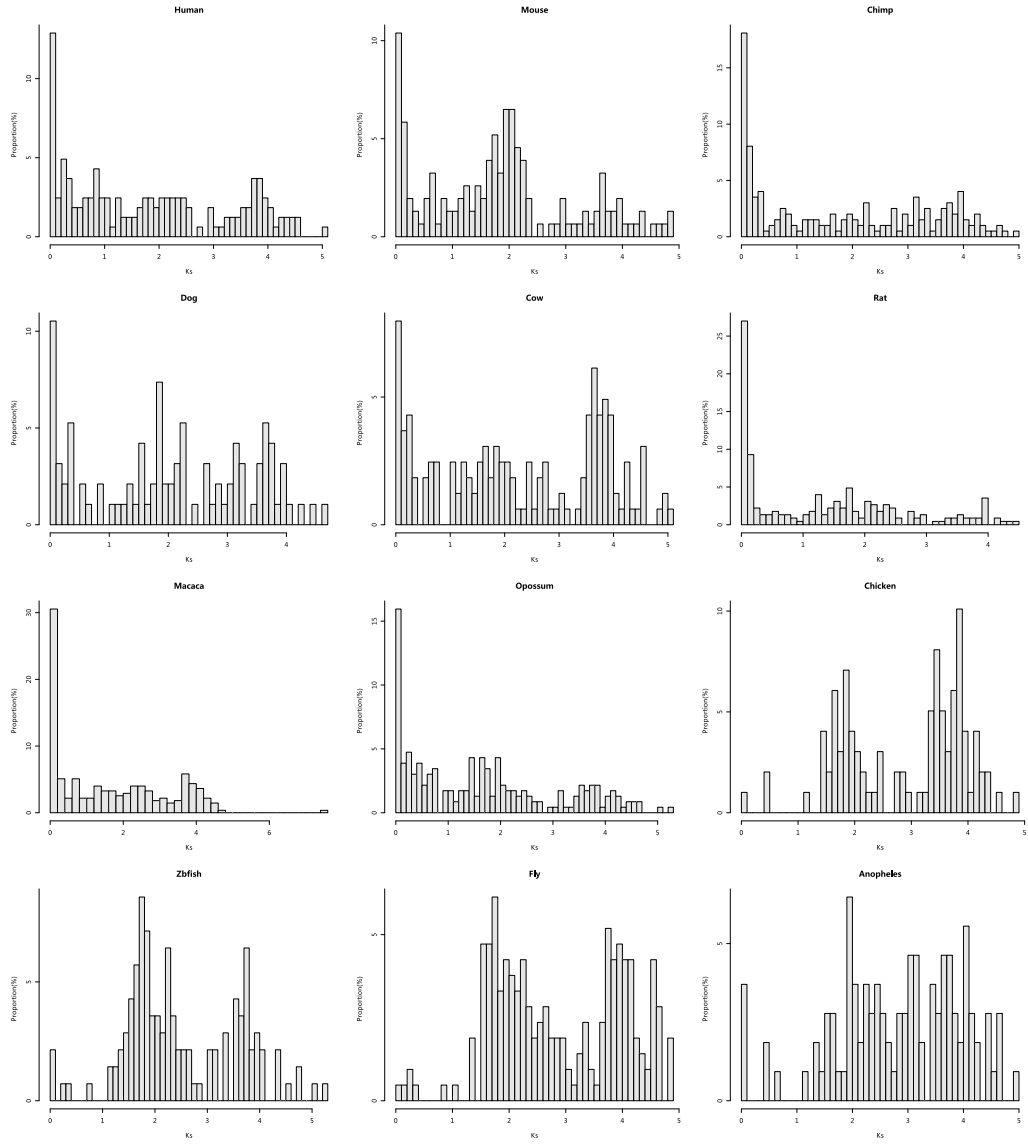 Human
Mouse
Chimp
Proportion(%)
0 5 10
0 1 2 3 4 5
Ks
Proportion(%)
0 5 10
0 1 2 3 4 5
Ks
Proportion(%)
0 5 10 15
0 1 2 3 4 5
Ks
Dog
Cow
Rat
Proportion(%)
0 5 10
0 1 2 3 4
Ks
Proportion(%)
0 5
0 1 2 3 4 5
Ks
Proportion(%)
0 5 10 15 20 25
0 1 2 3 4
Ks
Macaca
Opossum
Chicken
Proportion(%)
0 10 20 30
0 2 4 6
Ks
Proportion(%)
0 5 10 15
0 1 2 3 4 5
Ks
Proportion(%)
0 5 10
0 1 2 3 4 5
Ks
Zbfish
Fly
Anopheles
Proportion(%)
0 5
0 1 2 3 4 5
Ks
Proportion(%)
0 5
0 1 2 3 4 5
Ks
Proportion(%)
0 5
0 1 2 3 4 5
Ks